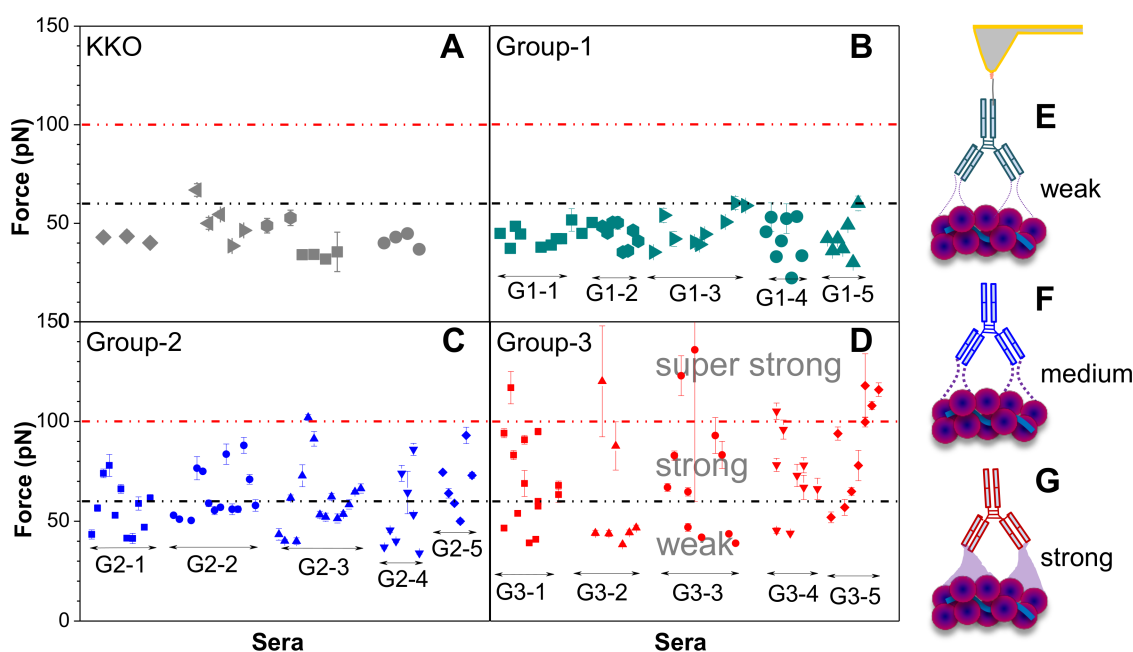 150
100
50
150
100
50
0
Force (pN)
Force (pN)
KKO
A
Group-1
B
G1-1
G1-2
G1-3
G1-4
G1-5
Group-2
C
G2-1
G2-2
G2-3
G2-4
G2-5
Group-3
D
super strong
strong
weak
G3-1
G3-2
G3-3
G3-4
G3-5
Sera
Sera
E
weak
F
medium
G
strong